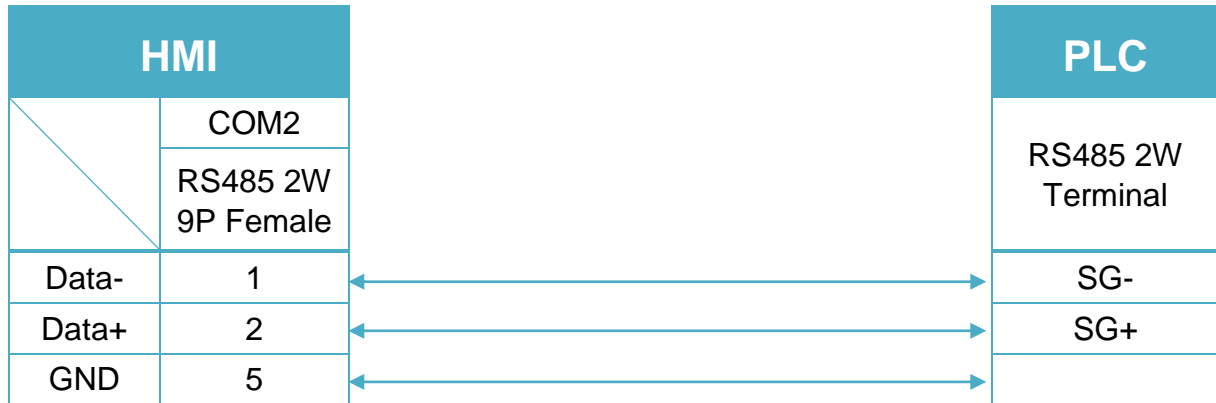 HMI
PLC
COM2
RS485 2W
9P Female
RS485 2W
Terminal
Data- 1 SG-
Data+ 2 SG+
GND 5